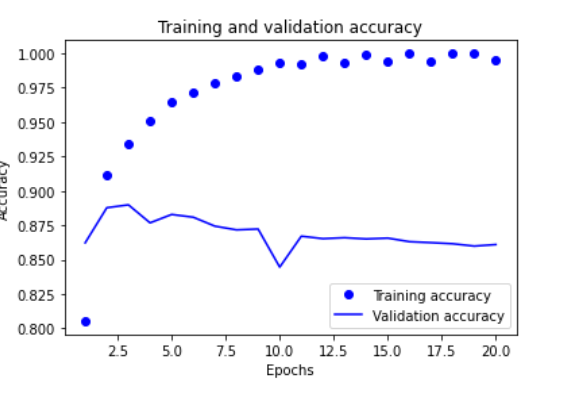 Training and validation accuracy
1.000
0.975
0.950
0.925
0.900
0.875
0.850
0.825
0.800
Accuracy
Training accuracy
Validation accuracy
2.5 5.0 7.5 10.0 12.5 15.0 17.5 20.0
Epochs